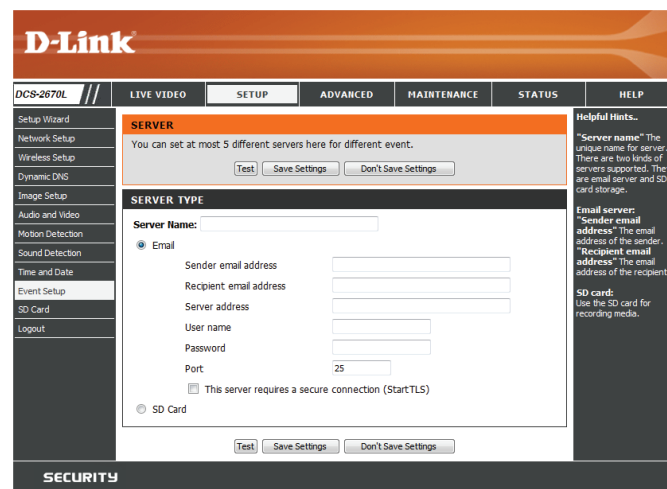 D-Link
DCS-2670L
LIVE VIDEO
SETUP
ADVANCED
MAINTENANCE
STATUS
HELP
Setup Wizard
Network Setup
Wireless Setup
Dynamic DNS
Image Setup
Audio and Video
Motion Detection
Sound Detection
Time and Date
Event Setup
SD Card
Logout
SERVER
You can set at most 5 different servers here for different event.
Test Save Settings Don't Save Settings
SERVER TYPE
Server Name:
Email
Sender email address
Recipient email address
Server address
User name
Password
Port 25
This server requires a secure connection (StartTLS)
SD Card
Test Save Settings Don't Save Settings
Helpful Hints..
"Server name" The
unique name for server.
There are two kinds of
servers supported. The
are email server and SD
card storage.
Email server:
"Sender email
address" The email
address of the sender.
"Recipient email
address" The email
address of the recipient
SD card:
Use the SD card for
recording media.
SECURITY